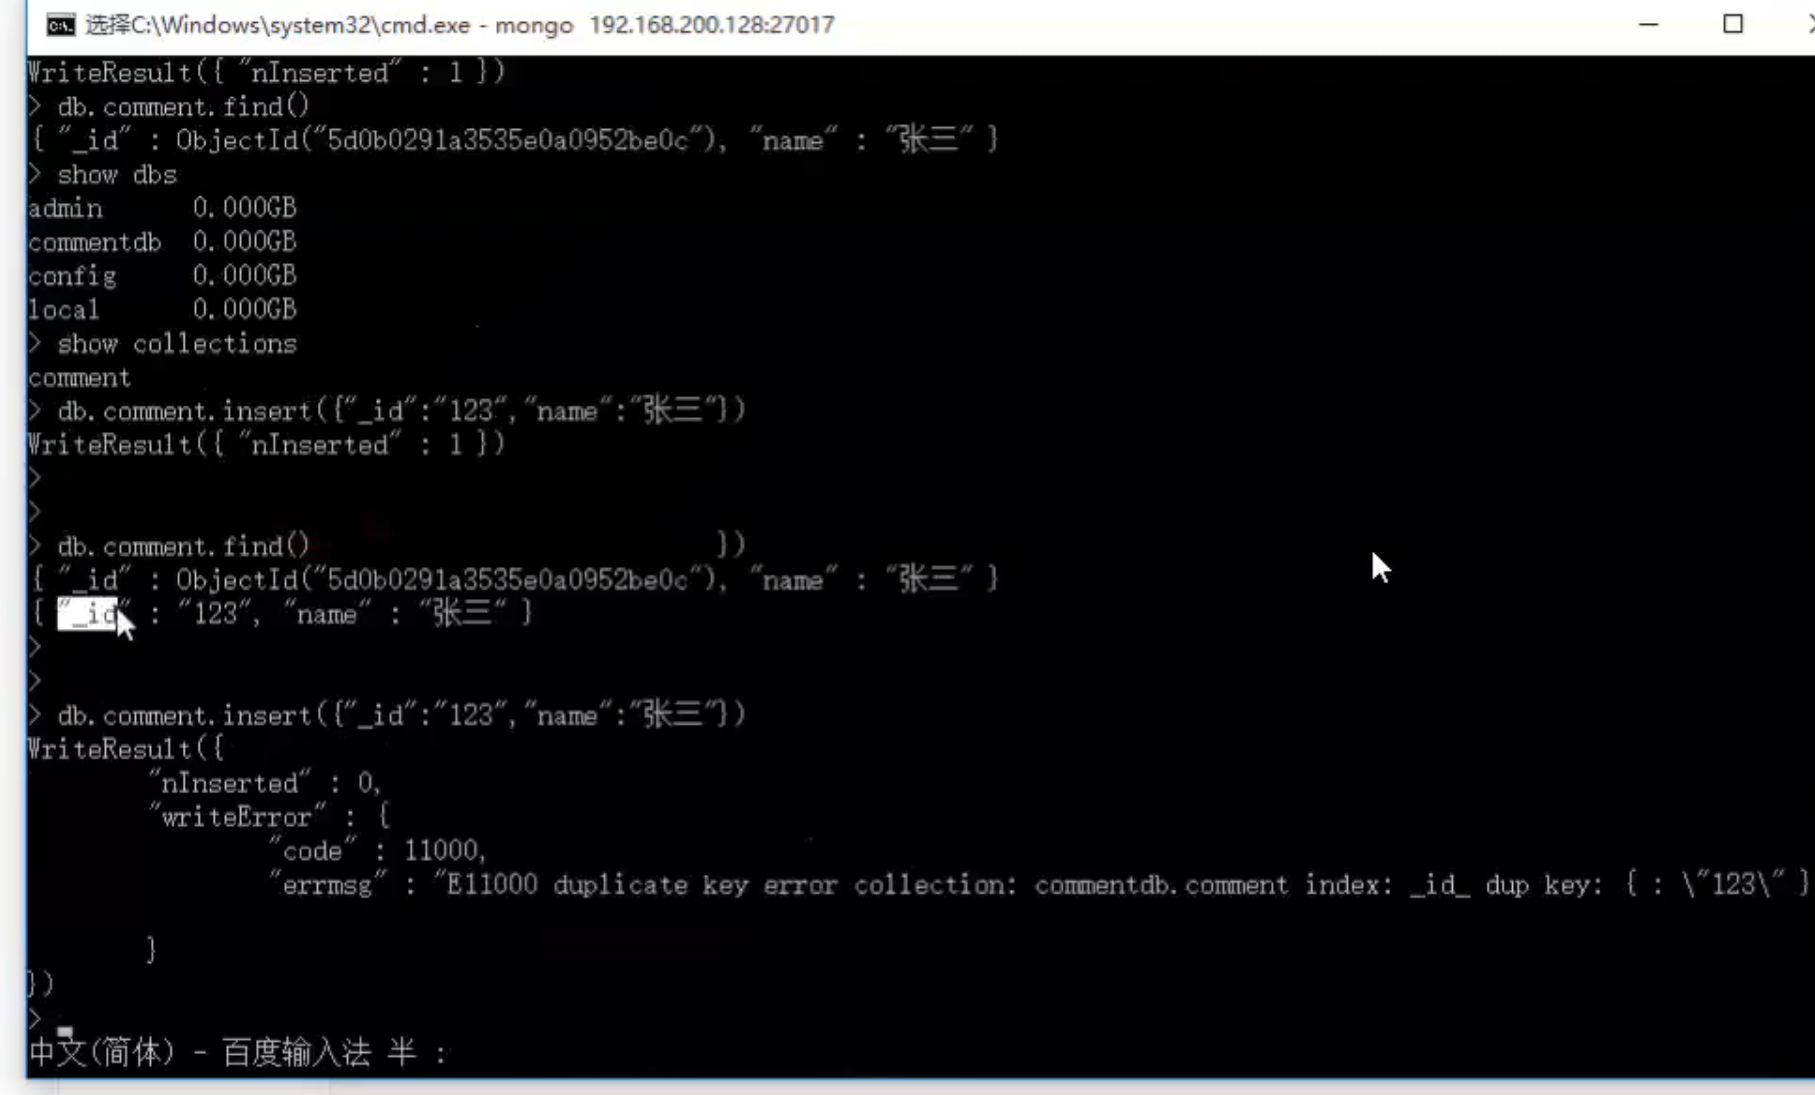 选择C:\Windows\system32\cmd.exe - mongo  192.168.200.128:27017
WriteResult({ "nInserted" : 1 })
> db.comment.find()
{ "_id" : ObjectId("5d0b0291a3535e0a0952be0c"), "name" : "张三" }
> show dbs
admin      0.000GB
commentdb  0.000GB
config     0.000GB
local      0.000GB
> show collections
comment
> db.comment.insert({"_id":"123","name":"张三"})
WriteResult({ "nInserted" : 1 })
>
>
> db.comment.find()                           })
{ "_id" : ObjectId("5d0b0291a3535e0a0952be0c"), "name" : "张三" }
{ "_id" : "123", "name" : "张三" }
>
>
> db.comment.insert({"_id":"123","name":"张三"})
WriteResult({
        "nInserted" : 0,
        "writeError" : {
                "code" : 11000,
                "errmsg" : "E11000 duplicate key error collection: commentdb.comment index: _id_ dup key: { : \"123\" }
        }
})
>
中文(简体) - 百度输入法 半 :